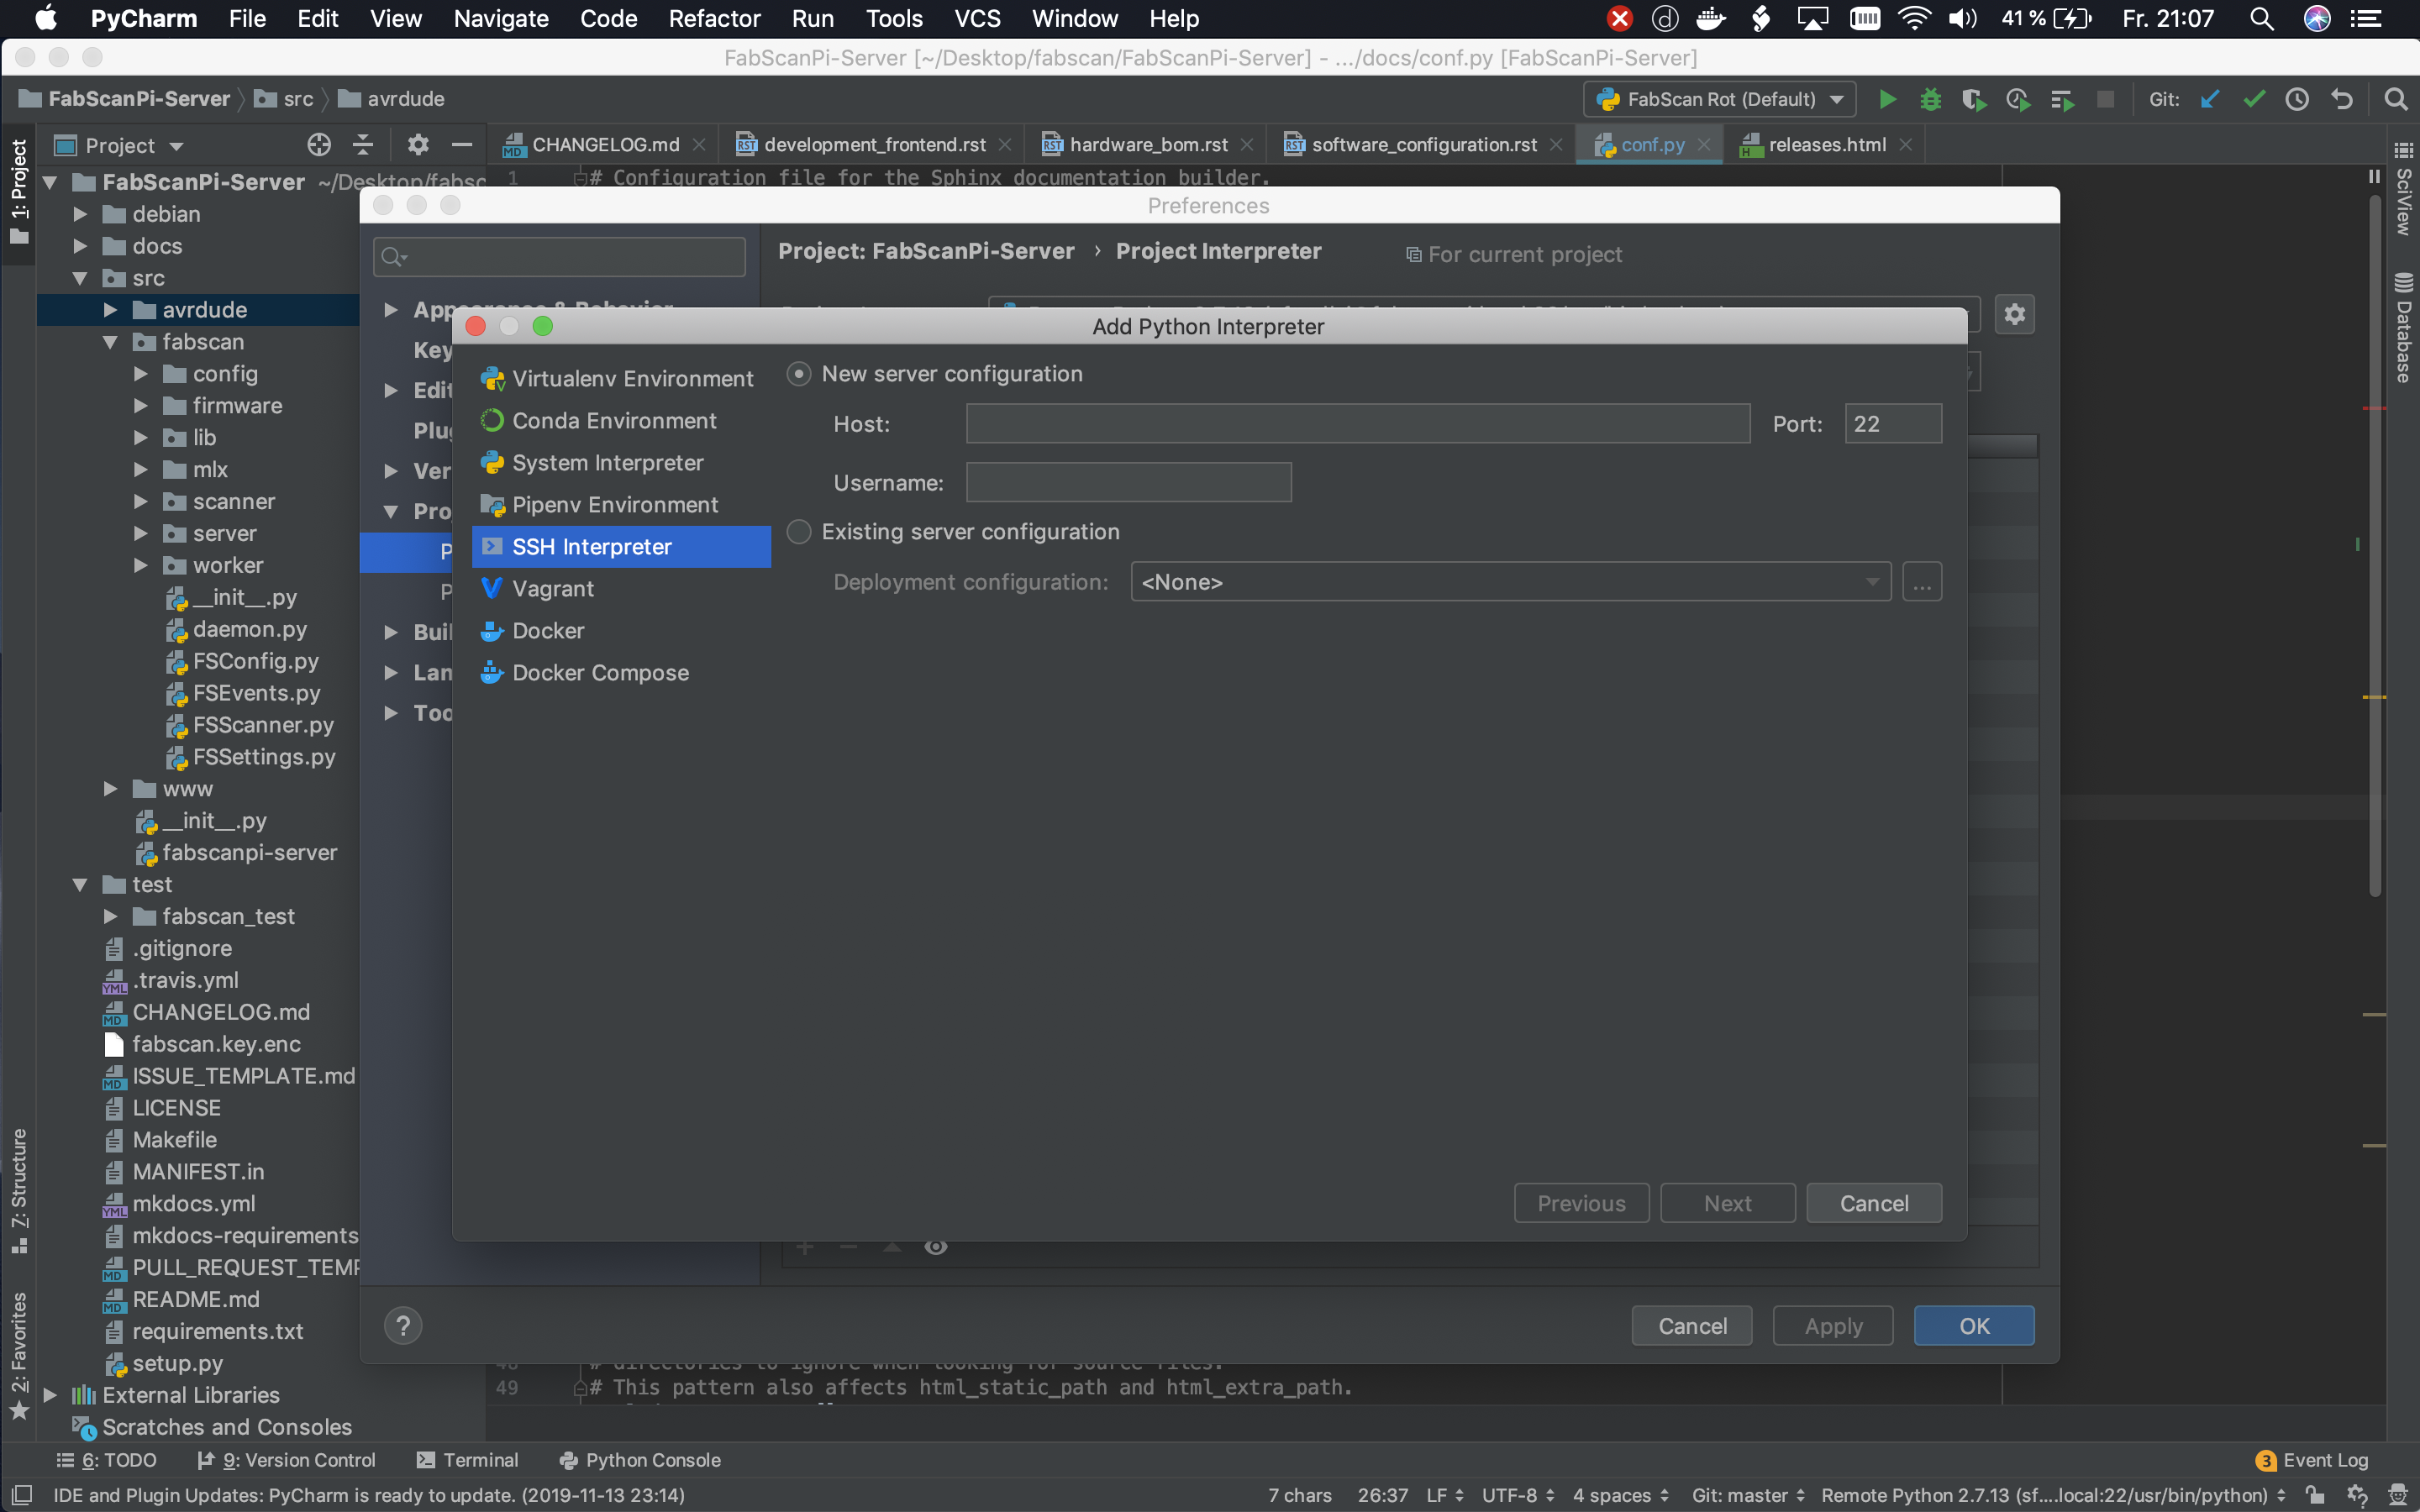 PyCharm File Edit View Navigate Code Refactor Run Tools VCS Window Help 41 % Fr. 21:07
FabScanPi-Server [~/Desktop/fabscan/FabScanPi-Server] - .../docs/conf.py [FabScanPi-Server]
FabScanPi-Server src avrdude FabScan Rot (Default) Git:
1: Project
Project
CHANGELOG.md development_frontend.rst hardware_bom.rst software_configuration.rst conf.py releases.html
FabScanPi-Server ~/Desktop/fabsc
1 # Configuration file for the Sphinx documentation builder.
debian
docs
src
avrdude
fabscan
config
firmware
lib
mlx
scanner
server
worker
__init__.py
daemon.py
FSConfig.py
FSEvents.py
FSScanner.py
FSSettings.py
www
__init__.py
fabscanpi-server
test
fabscan_test
.gitignore
.travis.yml
CHANGELOG.md
fabscan.key.enc
ISSUE_TEMPLATE.md
LICENSE
Makefile
MANIFEST.in
mkdocs.yml
mkdocs-requirements
PULL_REQUEST_TEMP
README.md
requirements.txt
setup.py
External Libraries
Scratches and Consoles
7: Structure
2: Favorites
SciView
Database
Preferences
Project: FabScanPi-Server › Project Interpreter For current project
Appearance & Behavior
Key
Edit
Plug
Ver
Pro
P
P
Buil
Lan
Too
Add Python Interpreter
Virtualenv Environment
Conda Environment
System Interpreter
Pipenv Environment
SSH Interpreter
Vagrant
Docker
Docker Compose
New server configuration
Host: Port: 22
Username:
Existing server configuration
Deployment configuration: <None> ...
Previous Next Cancel
? Cancel Apply OK
48 # directories to ignore when looking for source files.
49 # This pattern also affects html_static_path and html_extra_path.
6: TODO 9: Version Control Terminal Python Console 3 Event Log
IDE and Plugin Updates: PyCharm is ready to update. (2019-11-13 23:14) 7 chars 26:37 LF UTF-8 4 spaces Git: master Remote Python 2.7.13 (sf....local:22/usr/bin/python)